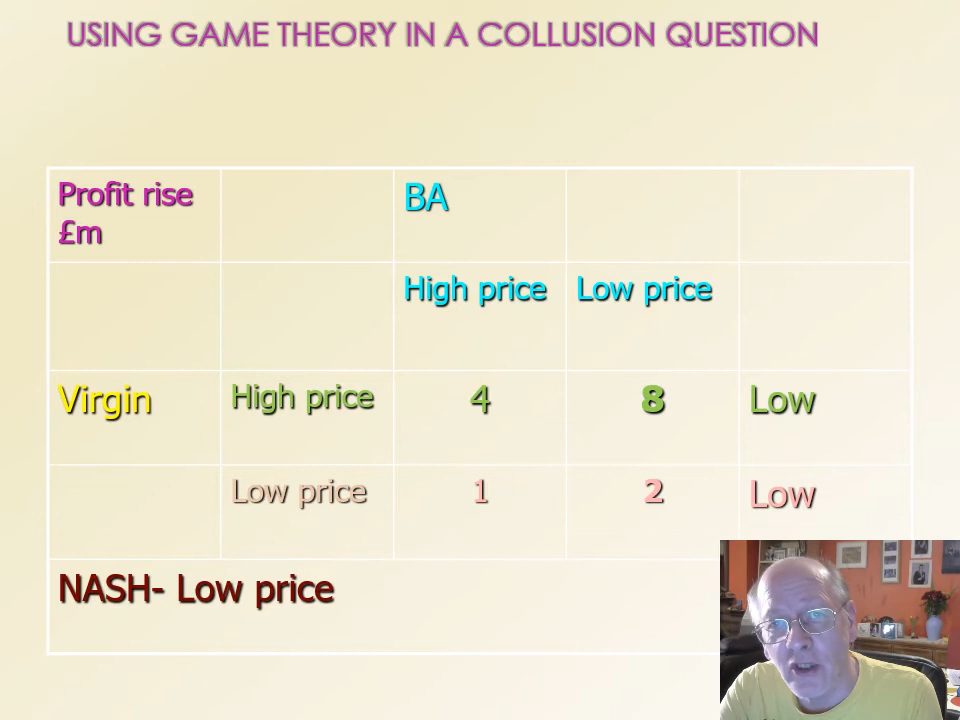 USING GAME THEORY IN A COLLUSION QUESTION
Profit rise
£m
BA
High price
Low price
Virgin
High price
4
8
Low
Low price
1
2
Low
NASH- Low price